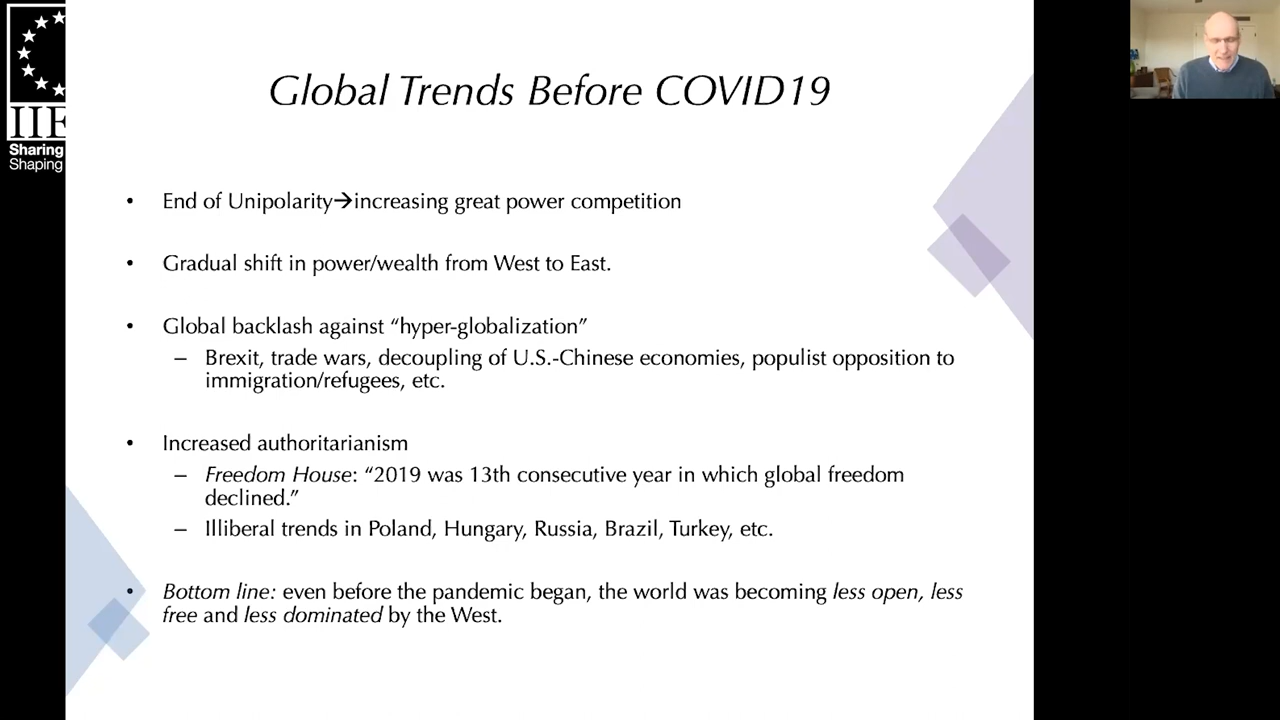 Global Trends Before COVID19
• End of Unipolarity→increasing great power competition
• Gradual shift in power/wealth from West to East.
• Global backlash against “hyper-globalization”
– Brexit, trade wars, decoupling of U.S.-Chinese economies, populist opposition to
immigration/refugees, etc.
• Increased authoritarianism
– Freedom House: “2019 was 13th consecutive year in which global freedom
declined.”
– Illiberal trends in Poland, Hungary, Russia, Brazil, Turkey, etc.
• Bottom line: even before the pandemic began, the world was becoming less open, less
free and less dominated by the West.
Sharing
Shaping